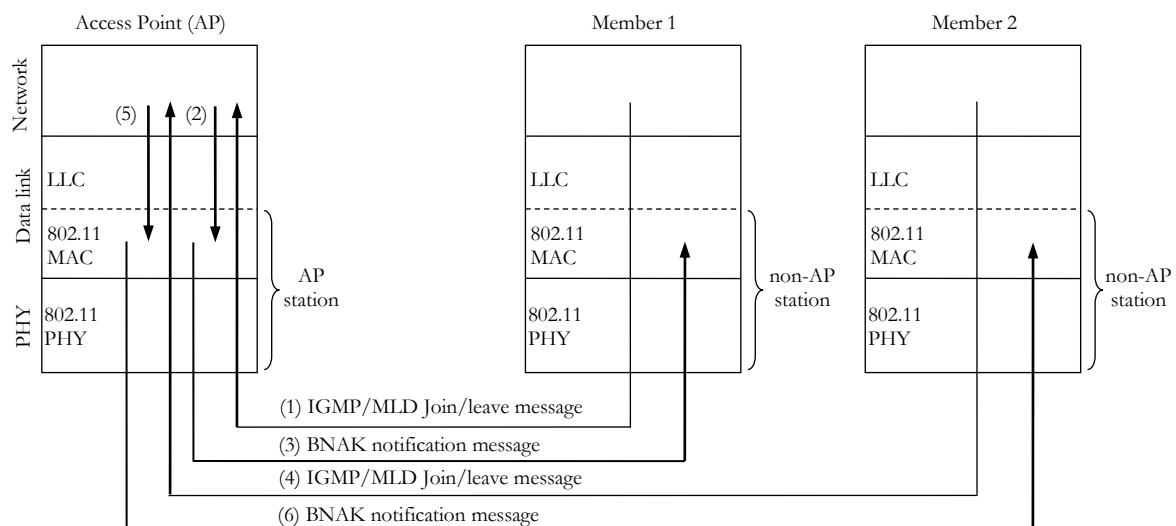 Access Point (AP)
Member 1
Member 2
Network
Data link
PHY
(5)
(2)
LLC
802.11
MAC
802.11
PHY
AP
station
LLC
802.11
MAC
802.11
PHY
non-AP
station
LLC
802.11
MAC
802.11
PHY
non-AP
station
(1) IGMP/MLD Join/leave message
(3) BNAK notification message
(4) IGMP/MLD Join/leave message
(6) BNAK notification message